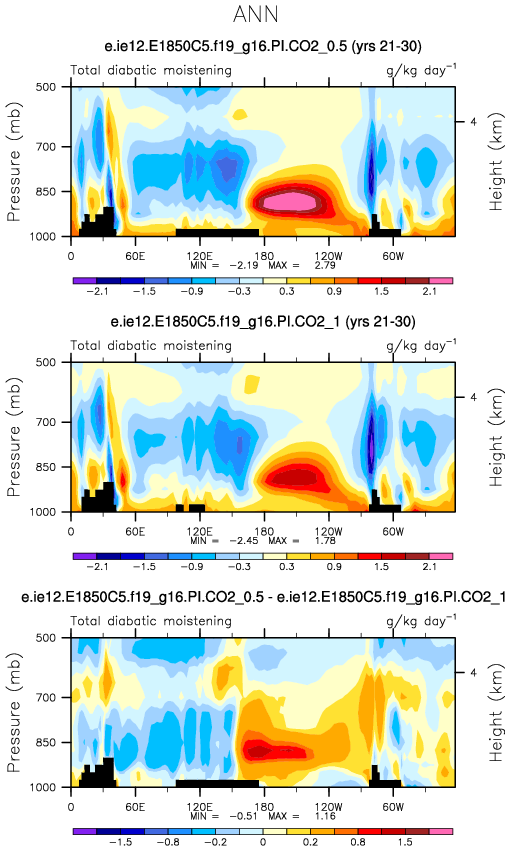 ANN
e.ie12.E1850C5.f19_g16.PI.CO2_0.5 (yrs 21-30)
Total diabatic moistening g/kg day⁻¹
500
700
850
1000
Pressure (mb)
4
Height (km)
0 60E 120E 180 120W 60W
MIN = -2.19 MAX = 2.79
-2.1 -1.5 -0.9 -0.3 0.3 0.9 1.5 2.1
e.ie12.E1850C5.f19_g16.PI.CO2_1 (yrs 21-30)
Total diabatic moistening g/kg day⁻¹
500
700
850
1000
Pressure (mb)
4
Height (km)
0 60E 120E 180 120W 60W
MIN = -2.45 MAX = 1.78
-2.1 -1.5 -0.9 -0.3 0.3 0.9 1.5 2.1
e.ie12.E1850C5.f19_g16.PI.CO2_0.5 - e.ie12.E1850C5.f19_g16.PI.CO2_1
Total diabatic moistening g/kg day⁻¹
500
700
850
1000
Pressure (mb)
4
Height (km)
0 60E 120E 180 120W 60W
MIN = -0.51 MAX = 1.16
-1.5 -0.8 -0.2 0 0.2 0.8 1.5